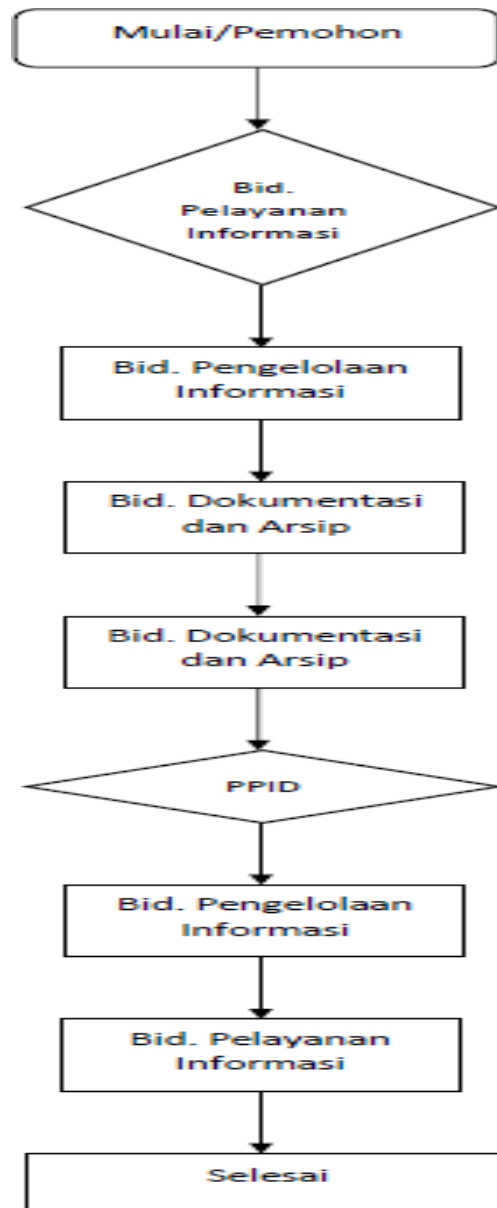 Mulai/Pemohon
Bid.
Pelayanan
Informasi
Bid. Pengelolaan
Informasi
Bid. Dokumentasi
dan Arsip
Bid. Dokumentasi
dan Arsip
PPID
Bid. Pengelolaan
Informasi
Bid. Pelayanan
Informasi
Selesai